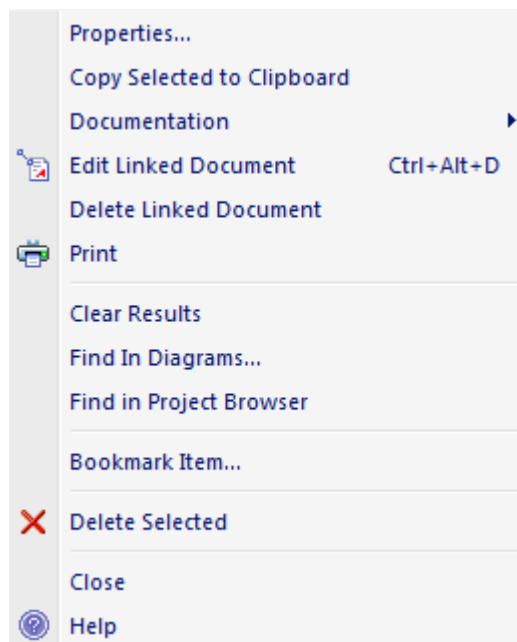 Properties...
Copy Selected to Clipboard
Documentation
Edit Linked Document Ctrl+Alt+D
Delete Linked Document
Print
Clear Results
Find In Diagrams...
Find in Project Browser
Bookmark Item...
Delete Selected
Close
Help